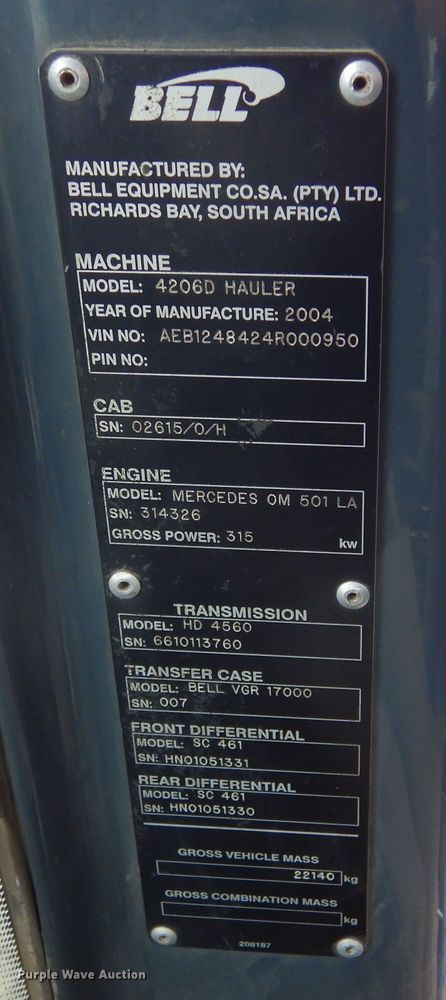 BELL
MANUFACTURED BY:
BELL EQUIPMENT CO.SA. (PTY) LTD.
RICHARDS BAY, SOUTH AFRICA
MACHINE
MODEL: 4206D HAULER
YEAR OF MANUFACTURE: 2004
VIN NO: AEB1248424R000950
PIN NO:
CAB
SN: 02615/0/H
ENGINE
MODEL: MERCEDES OM 501 LA
SN: 314326
GROSS POWER: 315 kw
TRANSMISSION
MODEL: HD 4560
SN: 6610113760
TRANSFER CASE
MODEL: BELL VGR 17000
SN: 007
FRONT DIFFERENTIAL
MODEL: SC 461
SN: HN01051331
REAR DIFFERENTIAL
MODEL: SC 461
SN: HN01051330
GROSS VEHICLE MASS
22140 kg
GROSS COMBINATION MASS
kg
208187
Purple Wave Auction